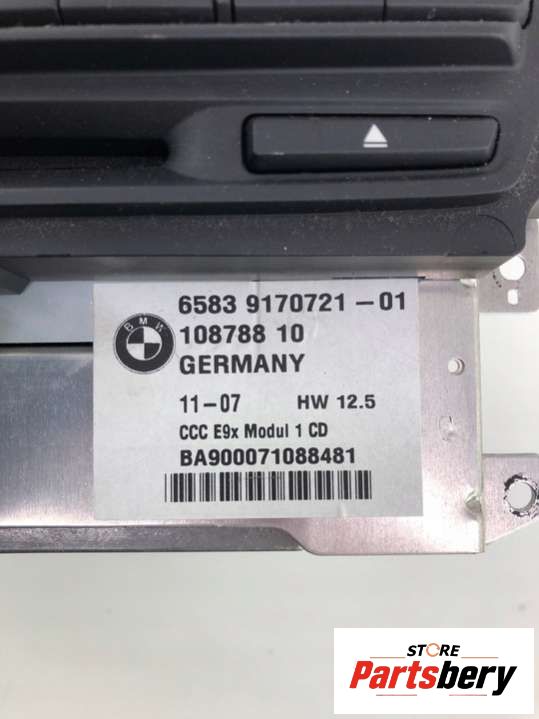 6583 9170721-01
BMW
108788 10
GERMANY
11-07 HW 12.5
CCC E9x Modul 1 CD
BA900071088481
STORE
Partsbery